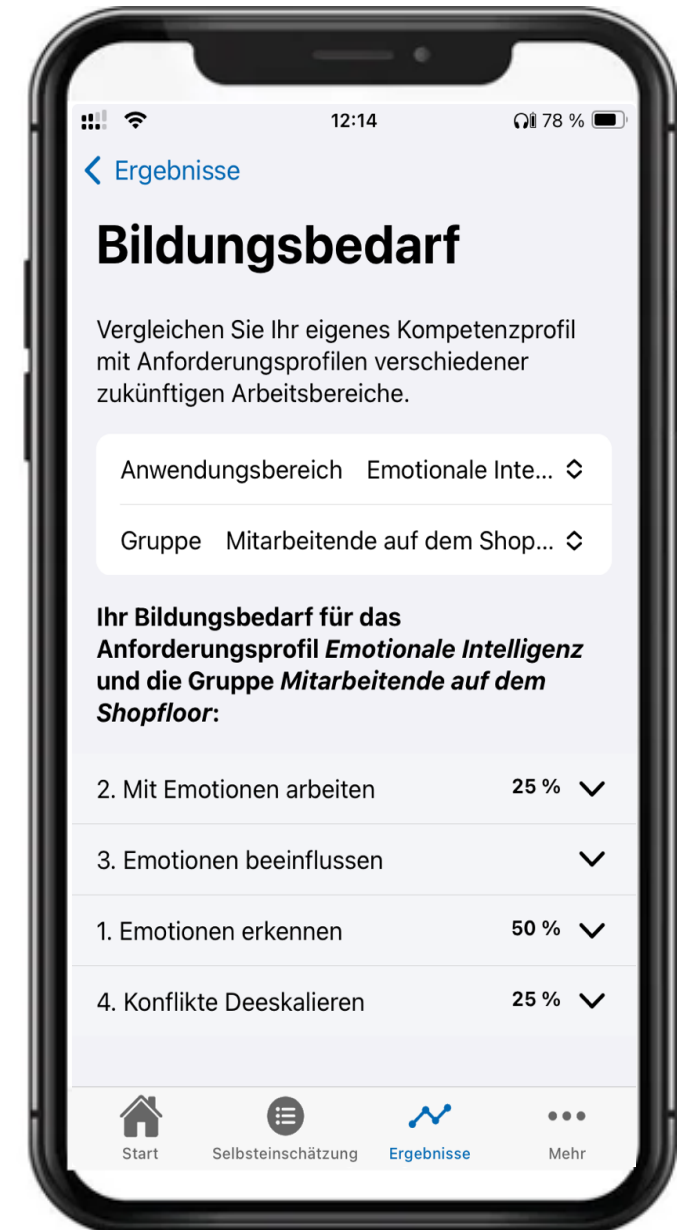 12:14
78 %
Ergebnisse
Bildungsbedarf
Vergleichen Sie Ihr eigenes Kompetenzprofil
mit Anforderungsprofilen verschiedener
zukünftigen Arbeitsbereiche.
Anwendungsbereich Emotionale Inte...
Gruppe Mitarbeitende auf dem Shop...
Ihr Bildungsbedarf für das
Anforderungsprofil Emotionale Intelligenz
und die Gruppe Mitarbeitende auf dem
Shopfloor:
2. Mit Emotionen arbeiten 25 %
3. Emotionen beeinflussen
1. Emotionen erkennen 50 %
4. Konflikte Deeskalieren 25 %
Start Selbsteinschätzung Ergebnisse Mehr